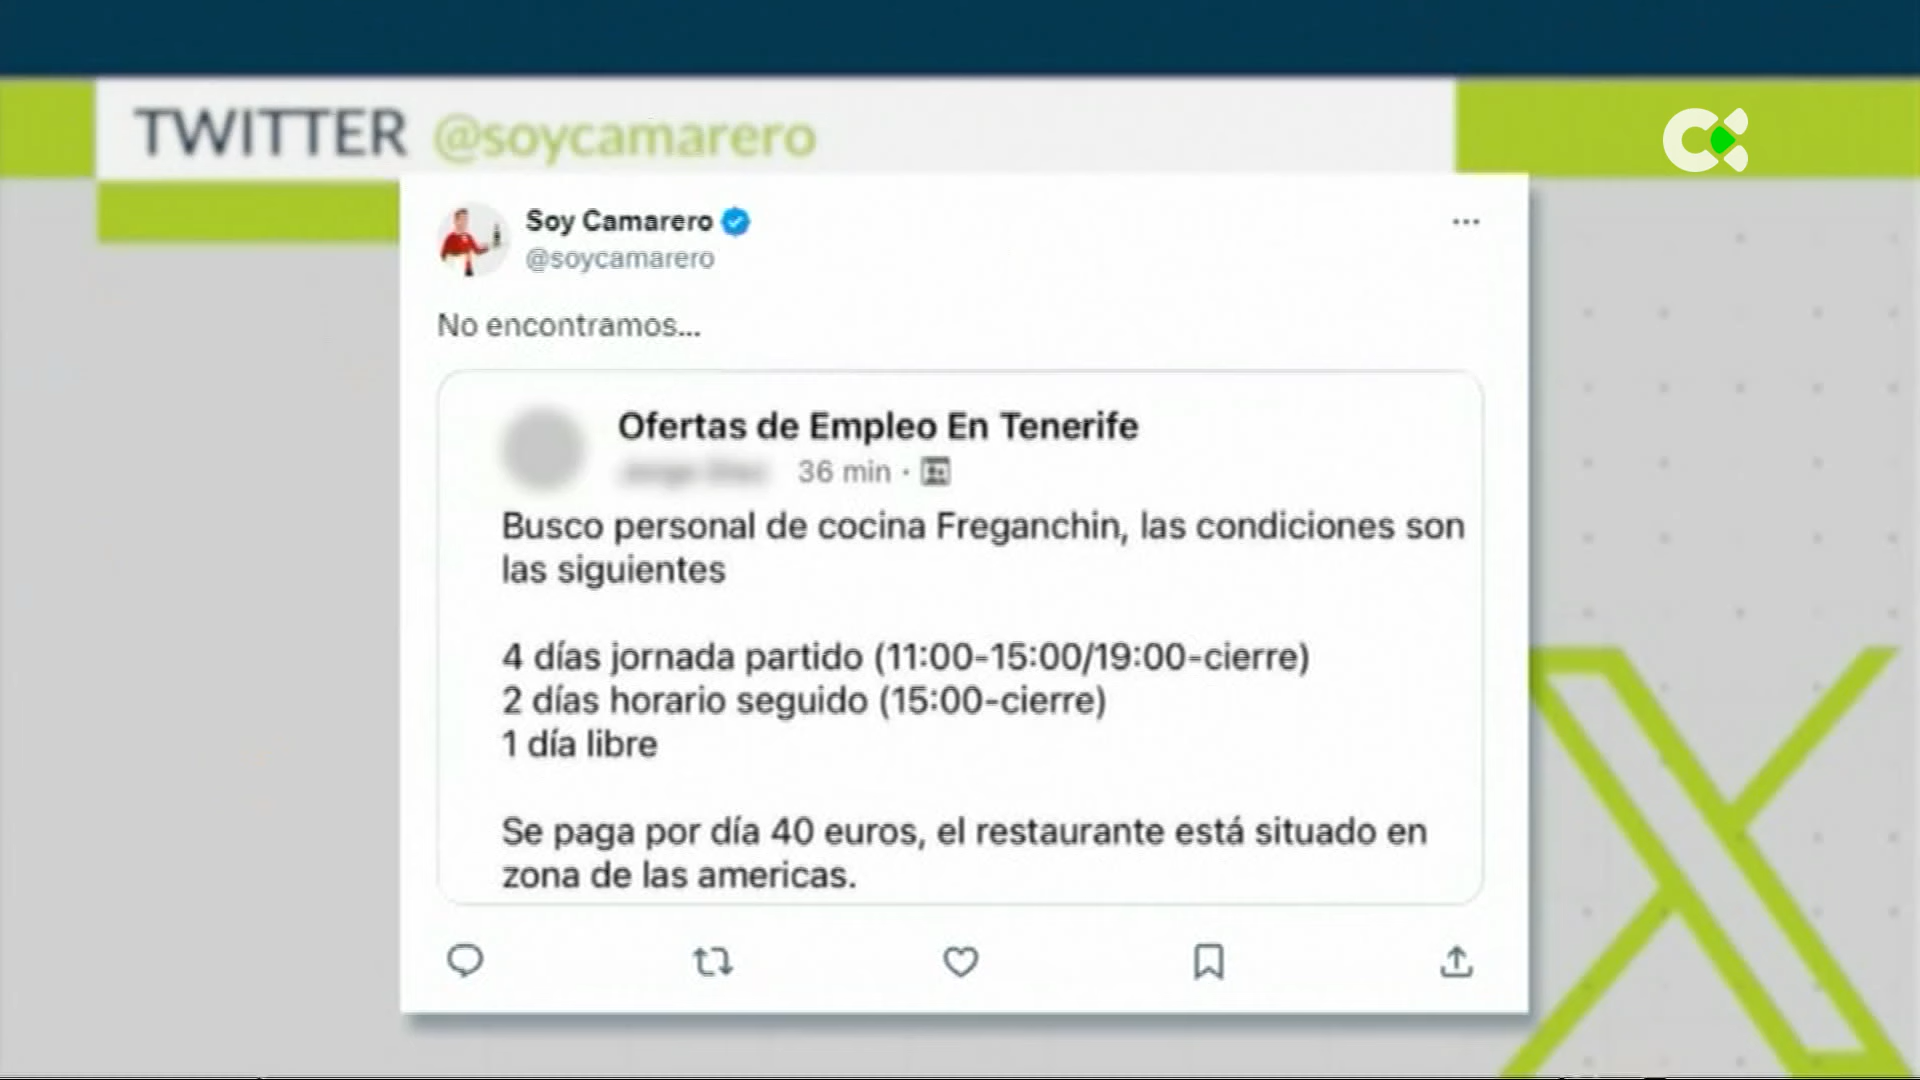 TWITTER @soycamarero
Soy Camarero
@soycamarero
No encontramos...
Ofertas de Empleo En Tenerife
36 min ·
Busco personal de cocina Freganchin, las condiciones son
las siguientes
4 días jornada partido (11:00-15:00/19:00-cierre)
2 días horario seguido (15:00-cierre)
1 día libre
Se paga por día 40 euros, el restaurante está situado en
zona de las americas.